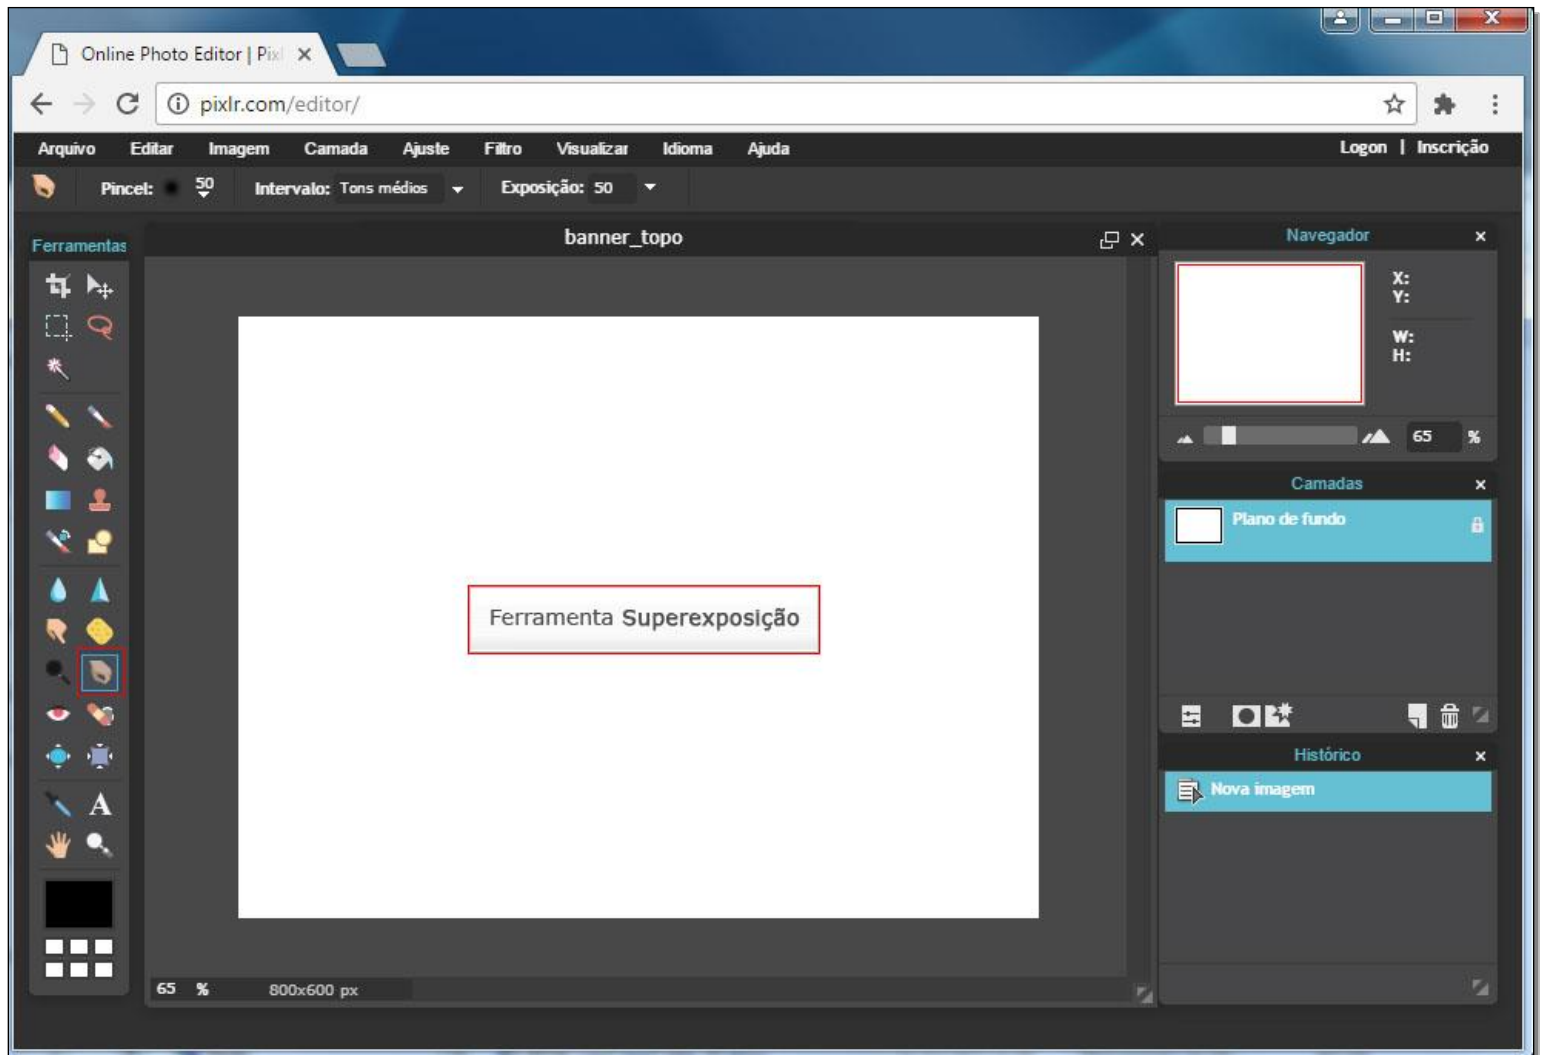 Online Photo Editor | Pixl
pixlr.com/editor/
Arquivo Editar Imagem Camada Ajuste Filtro Visualizar Idioma Ajuda Logon | Inscrição
Pincel: 50 Intervalo: Tons médios Exposição: 50
Ferramentas
banner_topo
Navegador
X:
Y:
W:
H:
65 %
Camadas
Plano de fundo
Ferramenta Superexposição
Histórico
Nova imagem
A
65 % 800x600 px